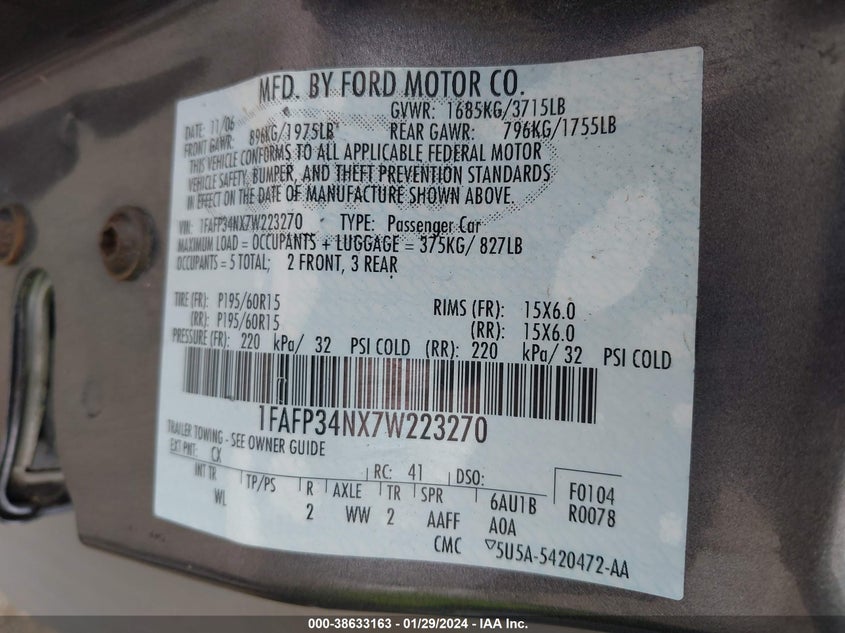 MFD. BY FORD MOTOR CO.
DATE: 11/06 GVWR: 1685KG/3715LB
FRONT GAWR: 896KG/1975LB REAR GAWR: 796KG/1755LB
THIS VEHICLE CONFORMS TO ALL APPLICABLE FEDERAL MOTOR
VEHICLE SAFETY, BUMPER, AND THEFT PREVENTION STANDARDS
IN EFFECT ON THE DATE OF MANUFACTURE SHOWN ABOVE.
VIN: 1FAFP34NX7W223270 TYPE: Passenger Car
MAXIMUM LOAD = OCCUPANTS + LUGGAGE = 375KG/ 827LB
OCCUPANTS = 5 TOTAL; 2 FRONT, 3 REAR
TIRE (FR): P195/60R15 RIMS (FR): 15X6.0
(RR): P195/60R15 (RR): 15X6.0
PRESSURE (FR): 220 kPa/ 32 PSI COLD (RR): 220 kPa/ 32 PSI COLD
1FAFP34NX7W223270
TRAILER TOWING - SEE OWNER GUIDE
EXT PNT: CX RC: 41 DSO:
INT TR TP/PS R AXLE TR SPR 6AU1B F0104
WL 2 WW 2 AAFF A0A R0078
CMC ▽5U5A-5420472-AA
000-38633163 - 01/29/2024 - IAAI.com